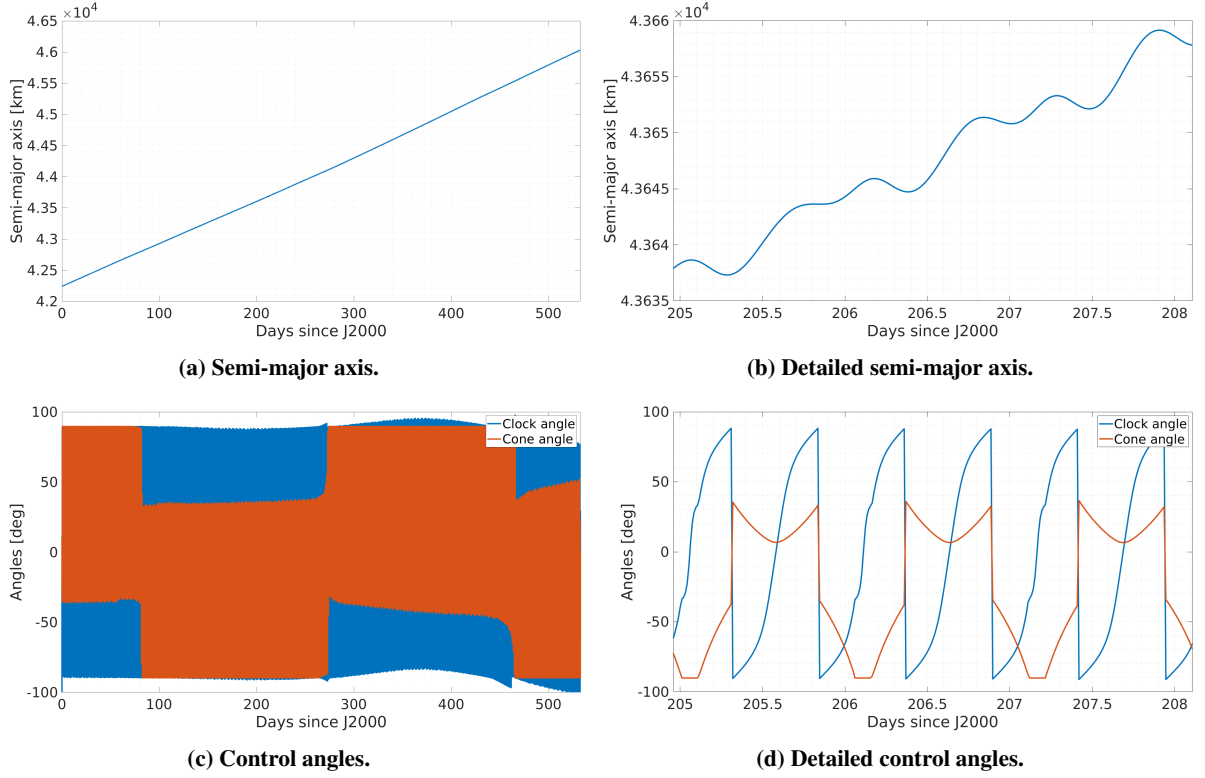 ×10⁴
4.65
4.6
4.55
4.5
4.45
4.4
4.35
4.3
4.25
4.2
Semi-major axis [km]
0 100 200 300 400 500
Days since J2000
(a) Semi-major axis.
×10⁴
4.366
4.3655
4.365
4.3645
4.364
4.3635
Semi-major axis [km]
205 205.5 206 206.5 207 207.5 208
Days since J2000
(b) Detailed semi-major axis.
100
50
0
-50
-100
Angles [deg]
Clock angle
Cone angle
0 100 200 300 400 500
Days since J2000
(c) Control angles.
100
50
0
-50
-100
Angles [deg]
Clock angle
Cone angle
205 205.5 206 206.5 207 207.5 208
Days since J2000
(d) Detailed control angles.